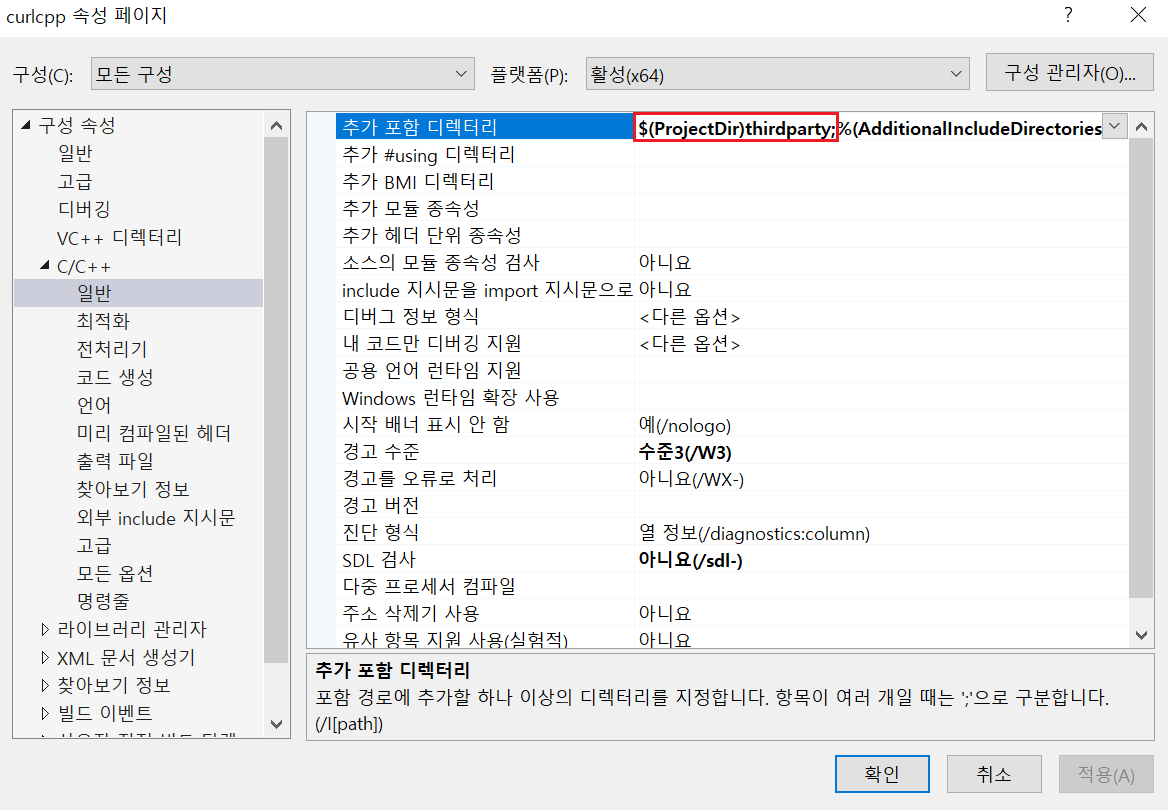 curlcpp 속성 페이지
?
구성(C): 모든 구성 플랫폼(P): 활성(x64) 구성 관리자(O)...
구성 속성
일반
고급
디버깅
VC++ 디렉터리
C/C++
일반
최적화
전처리기
코드 생성
언어
미리 컴파일된 헤더
출력 파일
찾아보기 정보
외부 include 지시문
고급
모든 옵션
명령줄
라이브러리 관리자
XML 문서 생성기
찾아보기 정보
빌드 이벤트
추가 포함 디렉터리 $(ProjectDir)thirdparty;%(AdditionalIncludeDirectories
추가 #using 디렉터리
추가 BMI 디렉터리
추가 모듈 종속성
추가 헤더 단위 종속성
소스의 모듈 종속성 검사 아니요
include 지시문을 import 지시문으로 아니요
디버그 정보 형식 <다른 옵션>
내 코드만 디버깅 지원 <다른 옵션>
공용 언어 런타임 지원
Windows 런타임 확장 사용
시작 배너 표시 안 함 예(/nologo)
경고 수준 수준3(/W3)
경고를 오류로 처리 아니요(/WX-)
경고 버전
진단 형식 열 정보(/diagnostics:column)
SDL 검사 아니요(/sdl-)
다중 프로세서 컴파일
주소 삭제기 사용 아니요
유사 항목 지원 사용(실험적) 아니요
추가 포함 디렉터리
포함 경로에 추가할 하나 이상의 디렉터리를 지정합니다. 항목이 여러 개일 때는 ';'으로 구분합니다.
(/I[path])
확인 취소 적용(A)